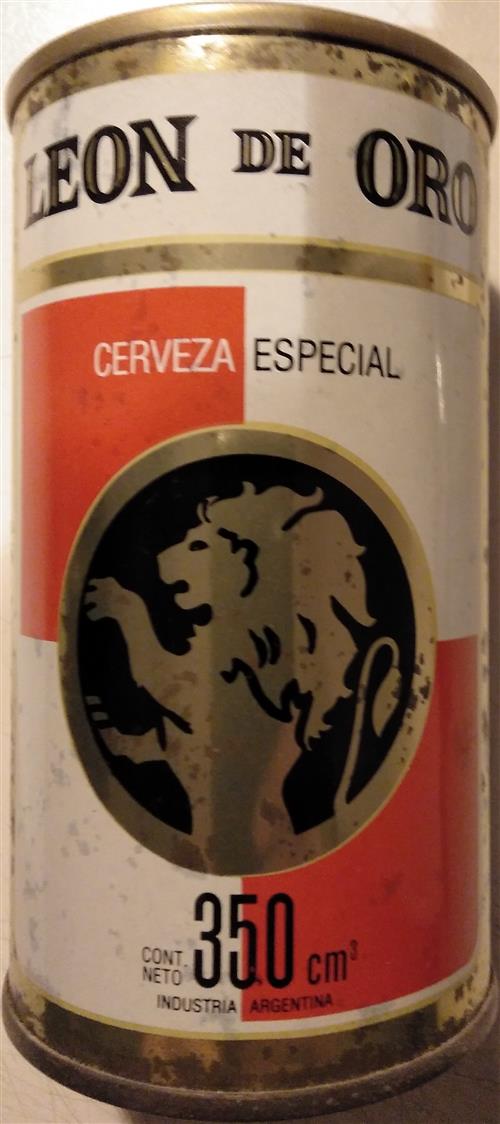 LEON DE ORO
CERVEZA ESPECIAL
CONT. NETO 350 cm³
INDUSTRIA ARGENTINA